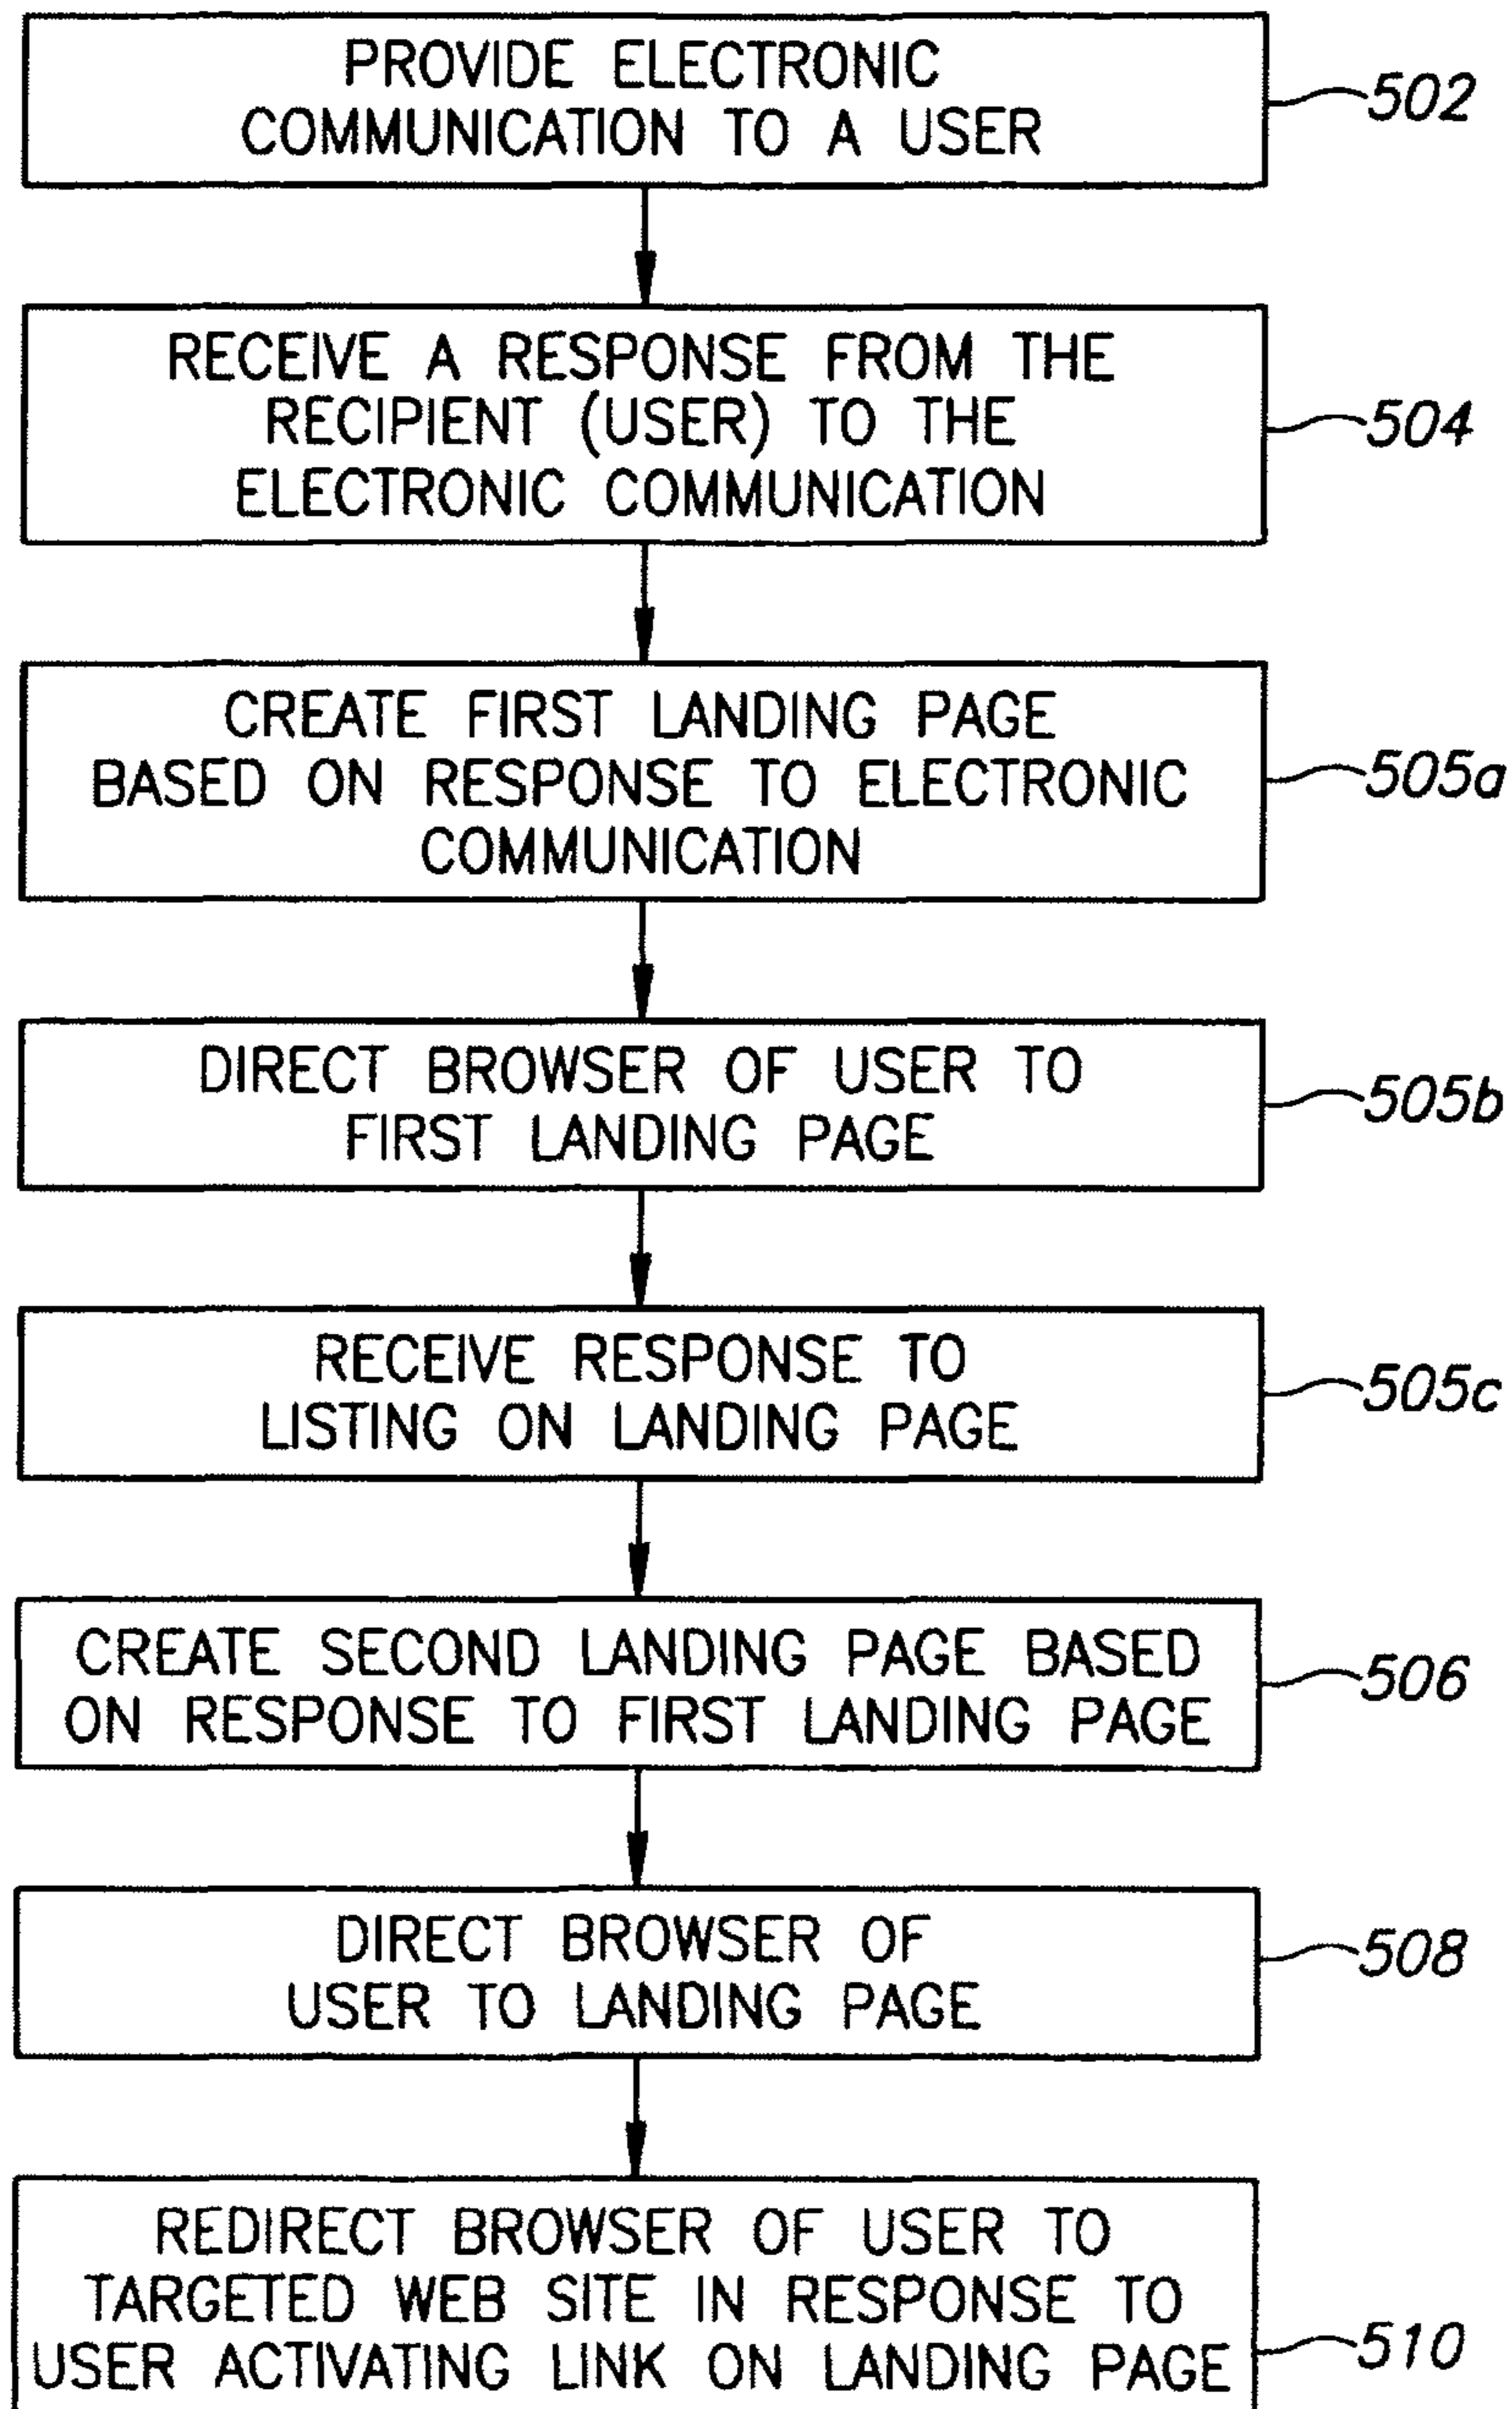 PROVIDE ELECTRONIC
COMMUNICATION TO A USER
502
RECEIVE A RESPONSE FROM THE
RECIPIENT (USER) TO THE
ELECTRONIC COMMUNICATION
504
CREATE FIRST LANDING PAGE
BASED ON RESPONSE TO ELECTRONIC
COMMUNICATION
505a
DIRECT BROWSER OF USER TO
FIRST LANDING PAGE
505b
RECEIVE RESPONSE TO
LISTING ON LANDING PAGE
505c
CREATE SECOND LANDING PAGE BASED
ON RESPONSE TO FIRST LANDING PAGE
506
DIRECT BROWSER OF
USER TO LANDING PAGE
508
REDIRECT BROWSER OF USER TO
TARGETED WEB SITE IN RESPONSE TO
USER ACTIVATING LINK ON LANDING PAGE
510